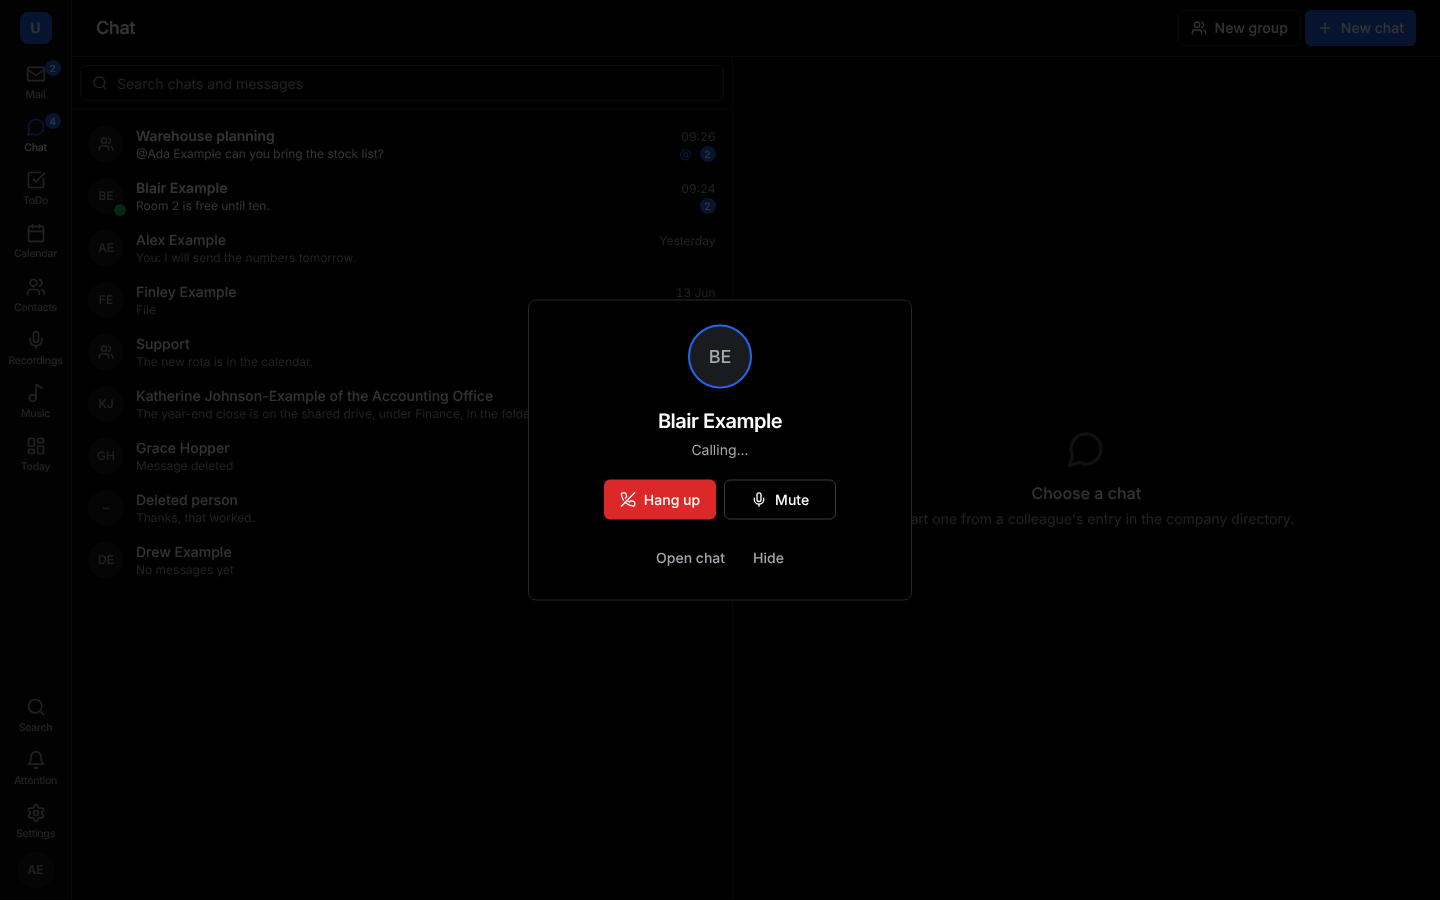 U
Chat
New group
New chat
2
Mail
4
Chat
ToDo
Calendar
Contacts
Recordings
Music
Today
Search
Attention
Settings
AE
Search chats and messages
Warehouse planning
09:26
@Ada Example can you bring the stock list?
@ 2
BE
Blair Example
09:24
Room 2 is free until ten.
2
AE
Alex Example
Yesterday
You: I will send the numbers tomorrow.
FE
Finley Example
13 Jun
File
Support
The new rota is in the calendar.
KJ
Katherine Johnson-Example of the Accounting Office
The year-end close is on the shared drive, under Finance, in the folde
GH
Grace Hopper
Message deleted
–
Deleted person
Thanks, that worked.
DE
Drew Example
No messages yet
BE
Blair Example
Calling...
Hang up
Mute
Open chat
Hide
Choose a chat
art one from a colleague's entry in the company directory.